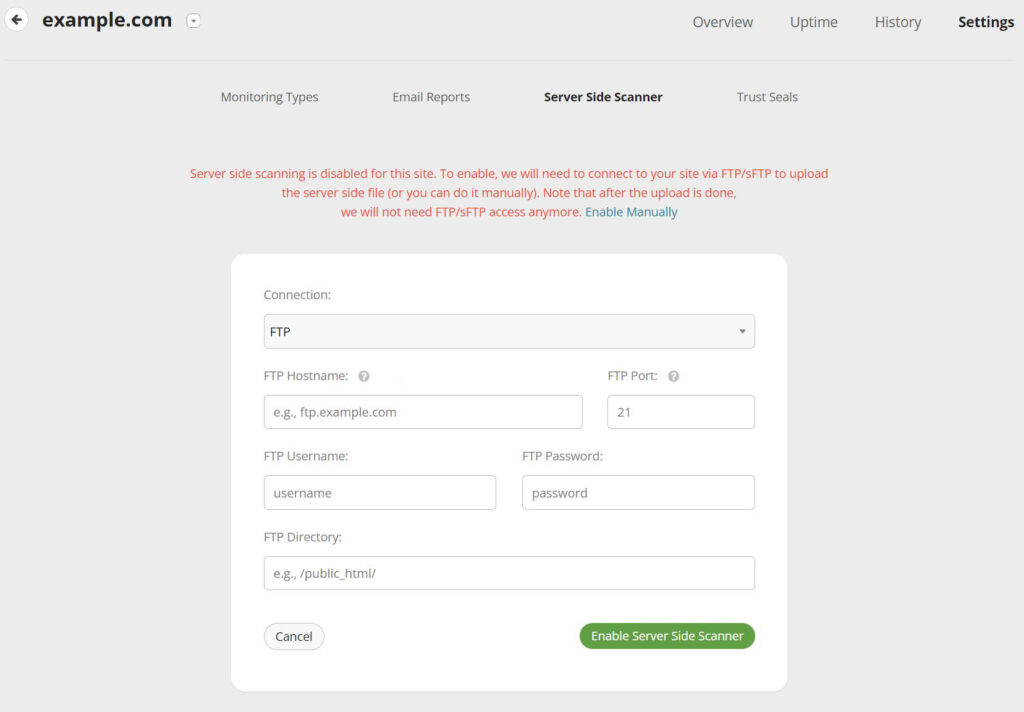 example.com
Overview Uptime History Settings
Monitoring Types Email Reports Server Side Scanner Trust Seals
Server side scanning is disabled for this site. To enable, we will need to connect to your site via FTP/sFTP to upload
the server side file (or you can do it manually). Note that after the upload is done,
we will not need FTP/sFTP access anymore. Enable Manually
Connection:
FTP
FTP Hostname: ? FTP Port: ?
e.g., ftp.example.com 21
FTP Username: FTP Password:
username password
FTP Directory:
e.g., /public_html/
Cancel Enable Server Side Scanner